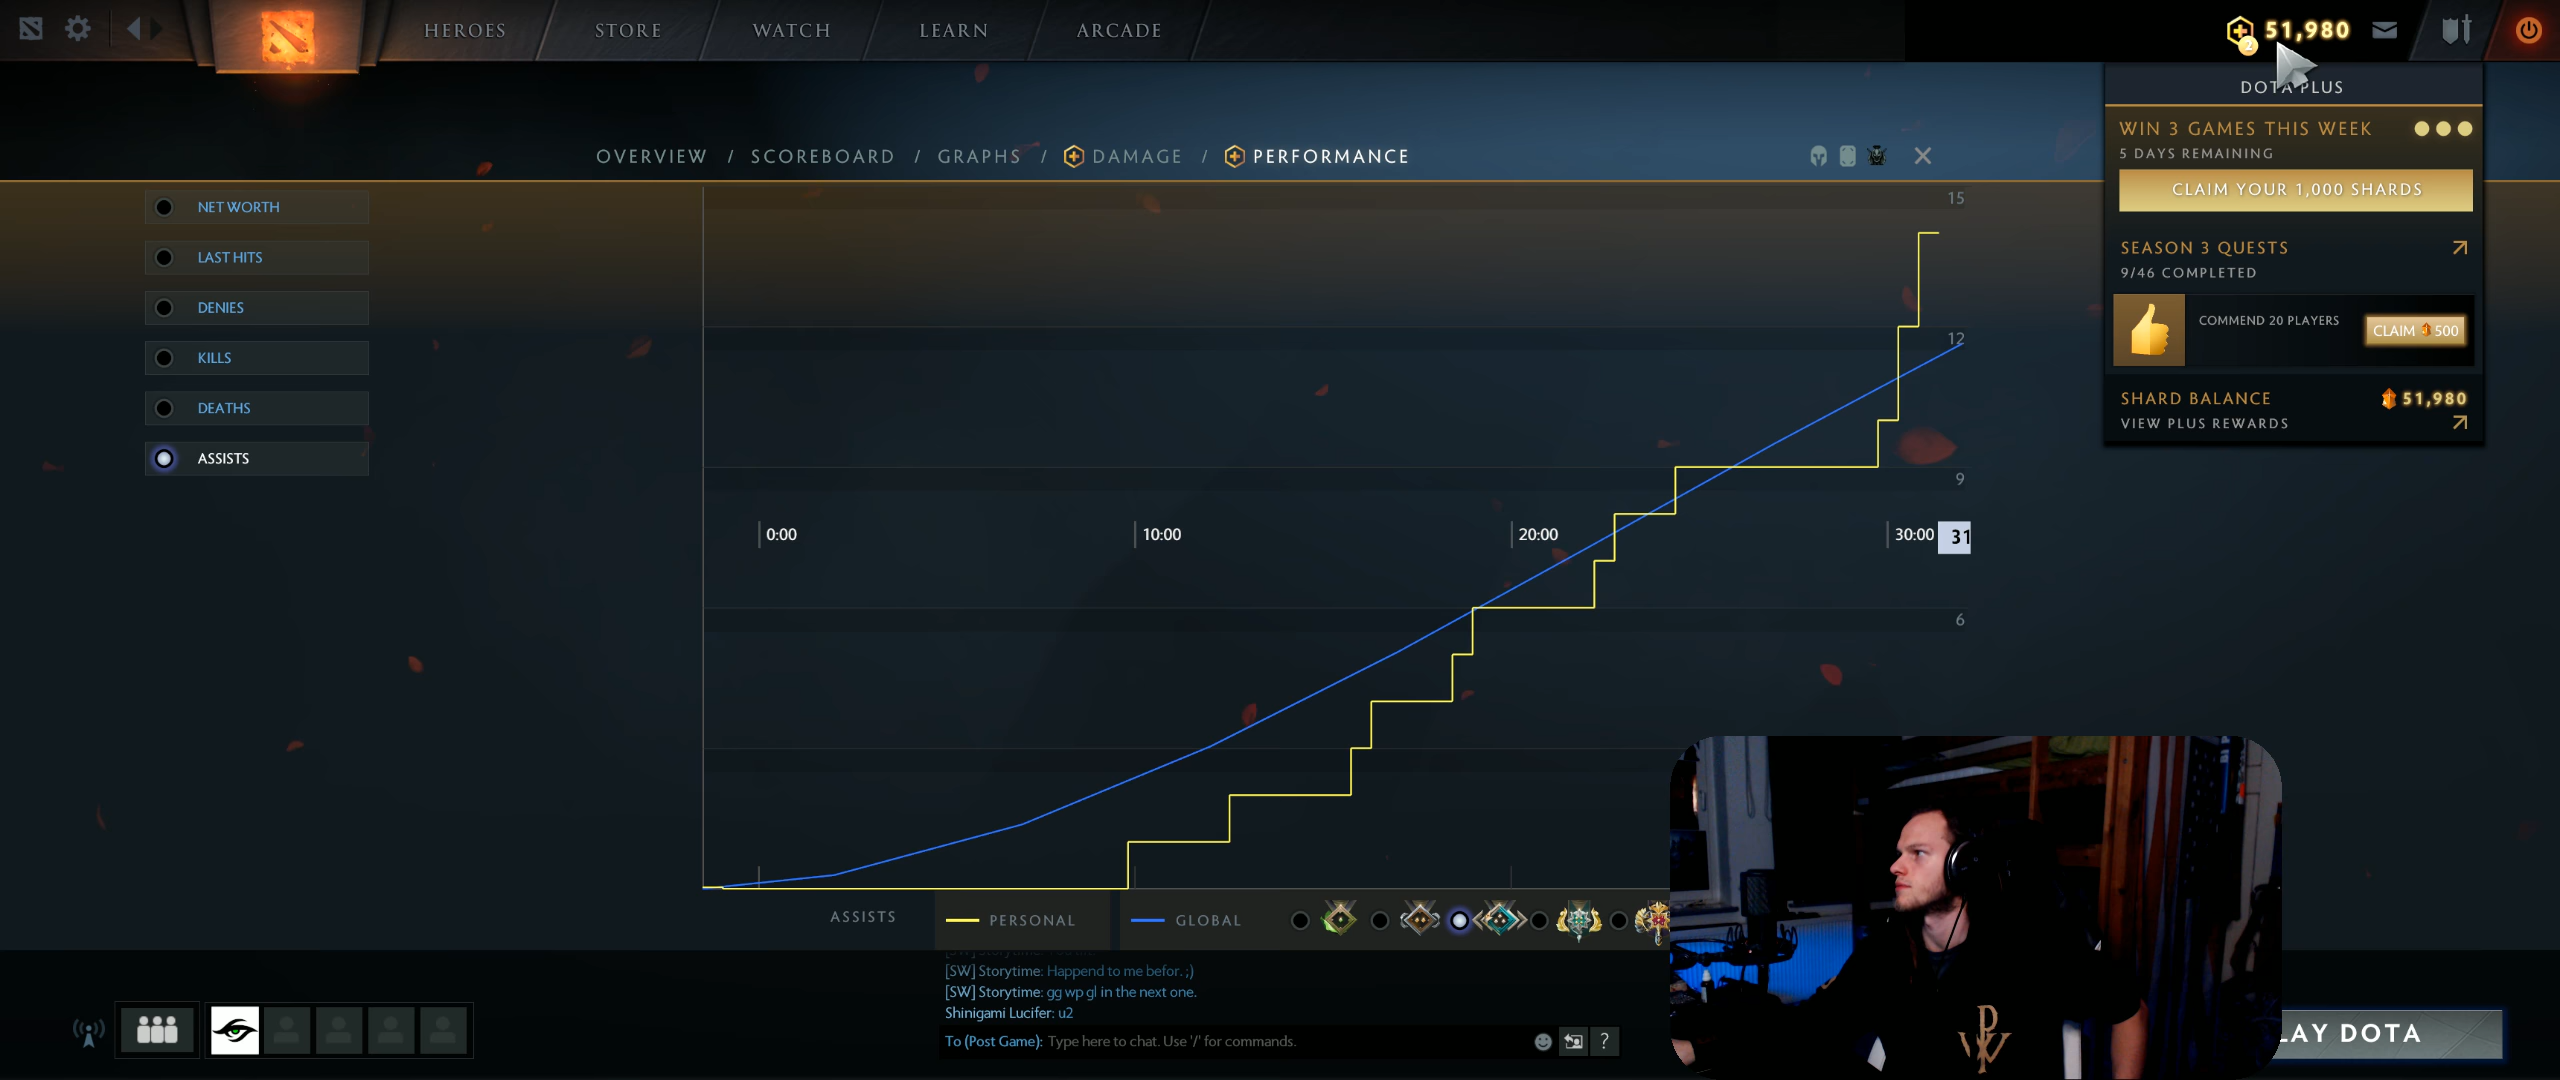 HEROES
STORE
WATCH
LEARN
ARCADE
2
51,980
OVERVIEW / SCOREBOARD / GRAPHS / DAMAGE / PERFORMANCE
NET WORTH
LAST HITS
DENIES
KILLS
DEATHS
ASSISTS
15
12
9
6
0:00
10:00
20:00
30:00
31
DOTA PLUS
WIN 3 GAMES THIS WEEK
5 DAYS REMAINING
CLAIM YOUR 1,000 SHARDS
SEASON 3 QUESTS
9/46 COMPLETED
COMMEND 20 PLAYERS
CLAIM 500
SHARD BALANCE 51,980
VIEW PLUS REWARDS
ASSISTS
PERSONAL
GLOBAL
[SW] Storytime: Happend to me befor. ;)
[SW] Storytime: gg wp gl in the next one.
Shinigami Lucifer: u2
To (Post Game): Type here to chat. Use '/' for commands.
?
LAY DOTA